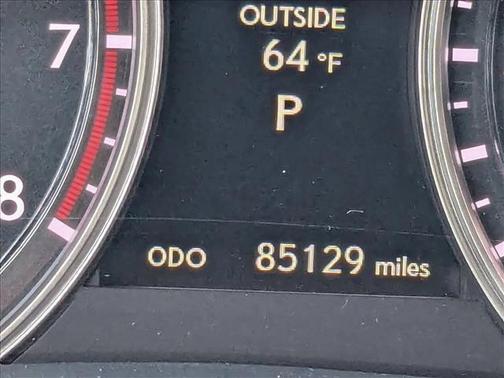 OUTSIDE
64 °F
P
7
8
ODO 85129 miles